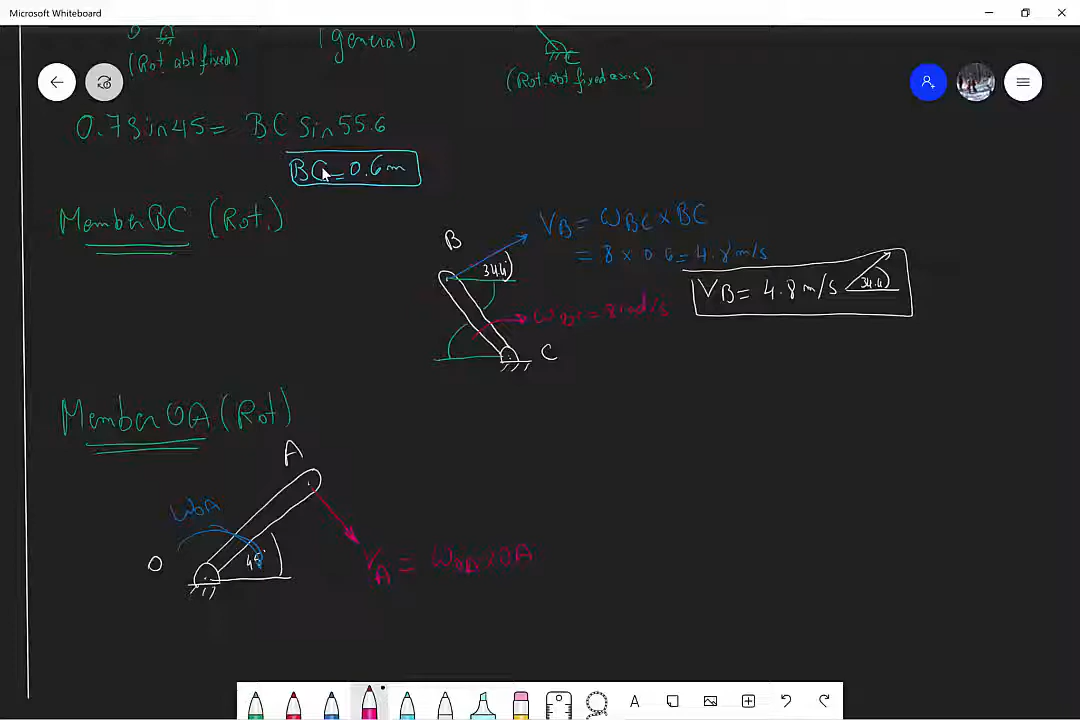 Microsoft Whiteboard
(Rot. abt fixed)
(general)
C
(Rot. abt fixed axis)
0.7 Sin 45 = BC Sin 55.6
BC = 0.6 m
Member BC (Rot.)
B
34.4
VB = ωBC × BC
= 8 × 0.6 = 4.8 m/s
VB = 4.8 m/s 34.4
ωBC = 8 rad/s
C
Member OA (Rot)
A
ωOA
O
45
VA = ωOA × OA
A